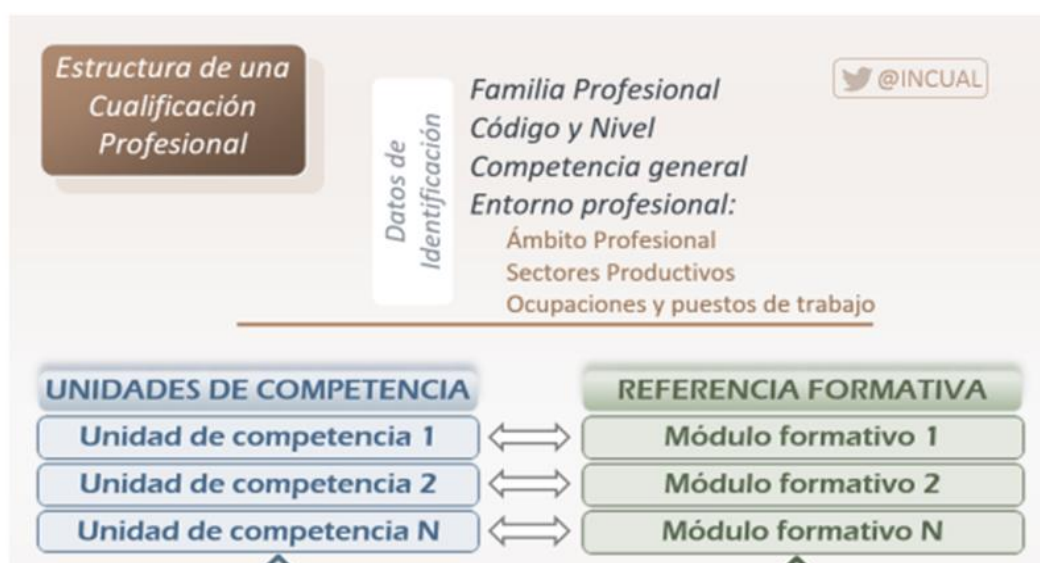 Estructura de una
Cualificación
Profesional
Datos de
Identificación
Familia Profesional
Código y Nivel
Competencia general
Entorno profesional:
Ámbito Profesional
Sectores Productivos
Ocupaciones y puestos de trabajo
@INCUAL
UNIDADES DE COMPETENCIA
REFERENCIA FORMATIVA
Unidad de competencia 1
Módulo formativo 1
Unidad de competencia 2
Módulo formativo 2
Unidad de competencia N
Módulo formativo N